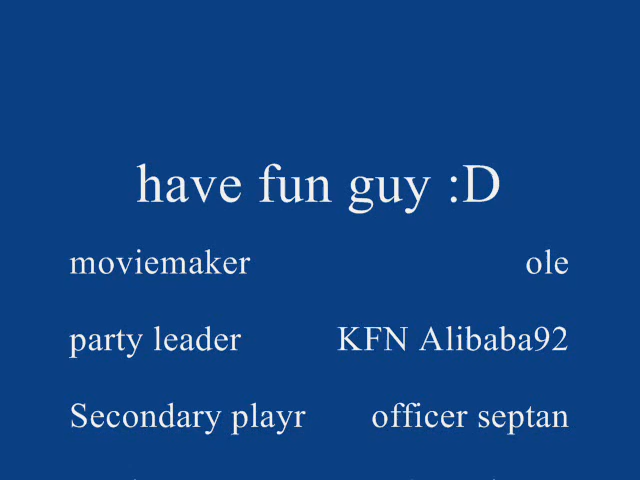 have fun guy :D
moviemaker ole
party leader KFN Alibaba92
Secondary playr officer septan